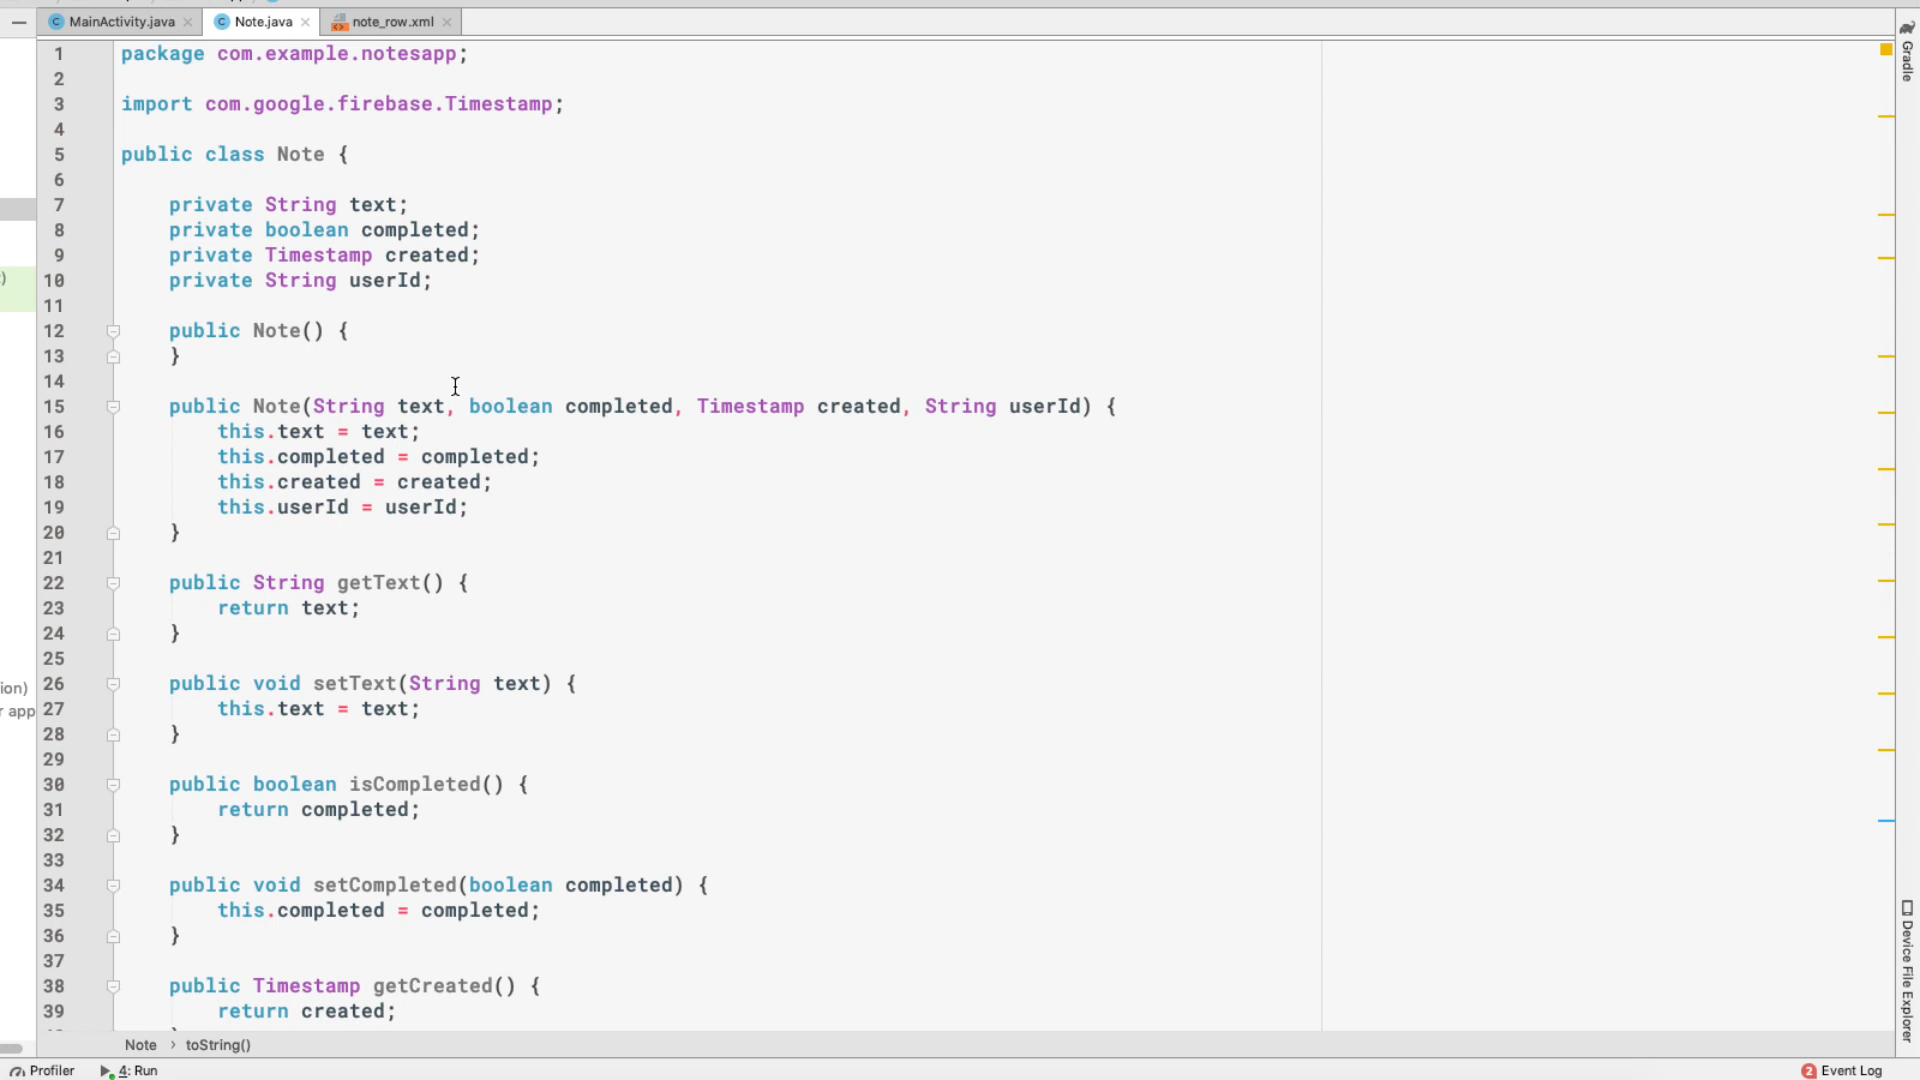 MainActivity.java
Note.java
note_row.xml
1 package com.example.notesapp;
2
3 import com.google.firebase.Timestamp;
4
5 public class Note {
6
7 private String text;
8 private boolean completed;
9 private Timestamp created;
10 private String userId;
11
12 public Note() {
13 }
14
15 public Note(String text, boolean completed, Timestamp created, String userId) {
16 this.text = text;
17 this.completed = completed;
18 this.created = created;
19 this.userId = userId;
20 }
21
22 public String getText() {
23 return text;
24 }
25
26 public void setText(String text) {
27 this.text = text;
28 }
29
30 public boolean isCompleted() {
31 return completed;
32 }
33
34 public void setCompleted(boolean completed) {
35 this.completed = completed;
36 }
37
38 public Timestamp getCreated() {
39 return created;
ion)
r app
Gradle
Device File Explorer
Note > toString()
Profiler
4: Run
2 Event Log